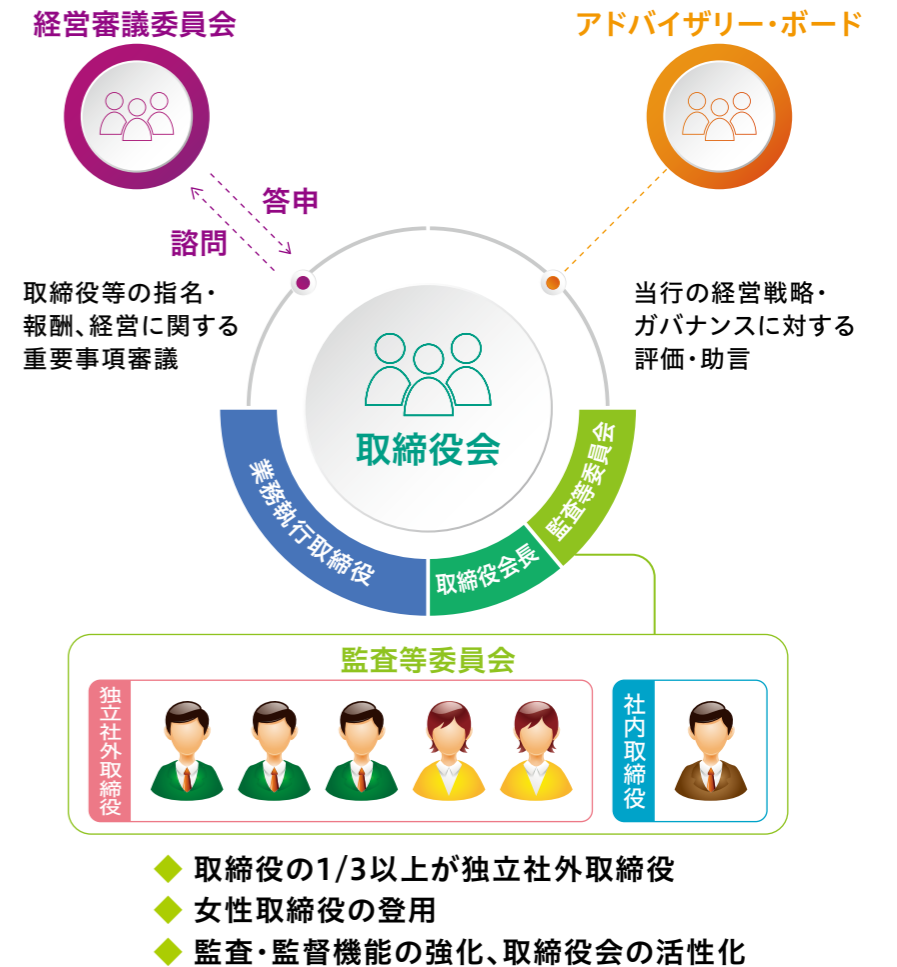 経営審議委員会
アドバイザリー・ボード
答申
諮問
取締役等の指名・
報酬、経営に関する
重要事項審議
当行の経営戦略・
ガバナンスに対する
評価・助言
取締役会
業務執行取締役
取締役会長
監査等委員会
監査等委員会
独立社外取締役
社内取締役
◆ 取締役の1/3以上が独立社外取締役
◆ 女性取締役の登用
◆ 監査・監督機能の強化、取締役会の活性化